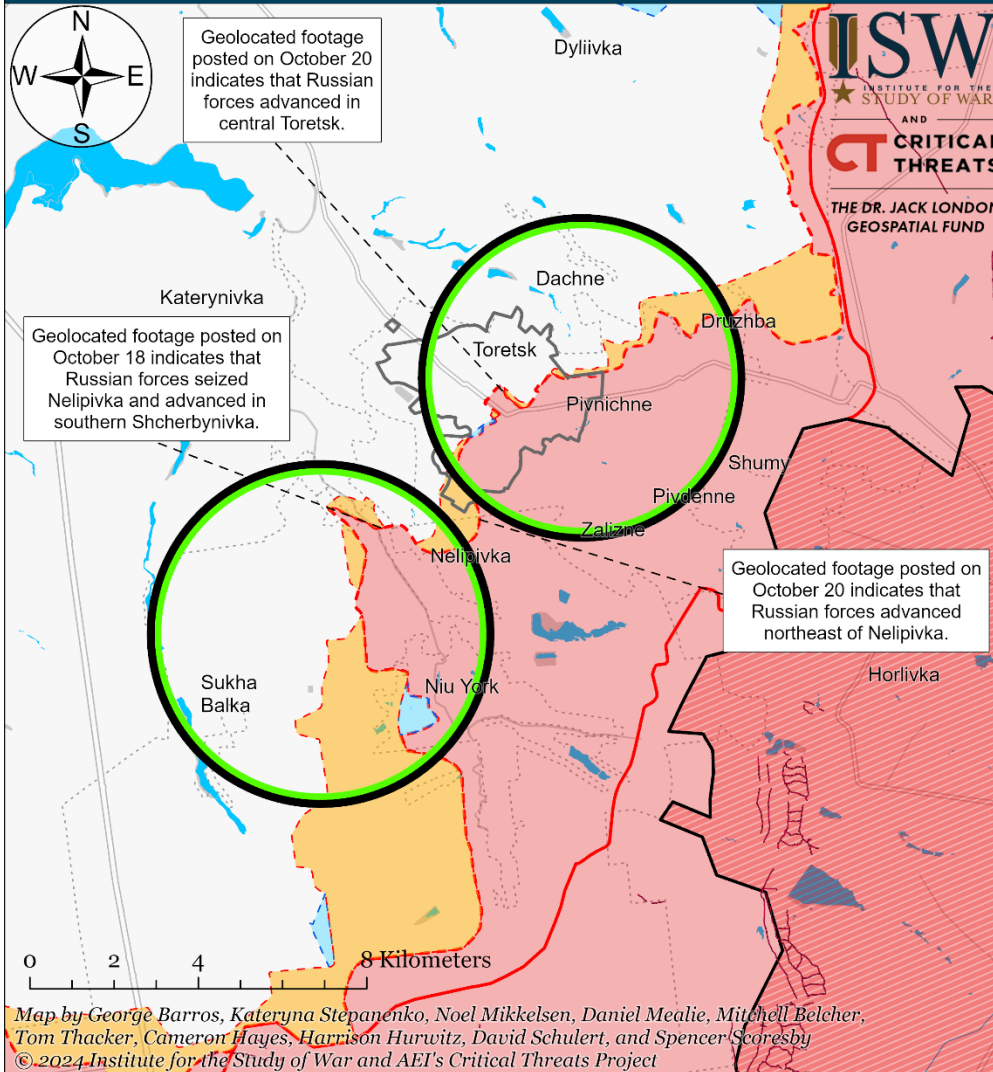 N
W
E
S
Geolocated footage
posted on October 20
indicates that Russian
forces advanced in
central Toretsk.
Dyliivka
ISW
INSTITUTE FOR THE
STUDY OF WAR
AND
CT CRITICAL
THREATS
THE DR. JACK LONDON
GEOSPATIAL FUND
Dachne
Katerynivka
Druzhba
Geolocated footage posted on
October 18 indicates that
Russian forces seized
Nelipivka and advanced in
southern Shcherbynivka.
Toretsk
Pivnichne
Shumy
Pivdenne
Zalizne
Nelipivka
Geolocated footage posted on
October 20 indicates that
Russian forces advanced
northeast of Nelipivka.
Horlivka
Sukha
Balka
Niu York
0 2 4 8 Kilometers
Map by George Barros, Kateryna Stepanenko, Noel Mikkelsen, Daniel Mealie, Mitchell Belcher,
Tom Thacker, Cameron Hayes, Harrison Hurwitz, David Schulert, and Spencer Scoresby
© 2024 Institute for the Study of War and AEI's Critical Threats Project